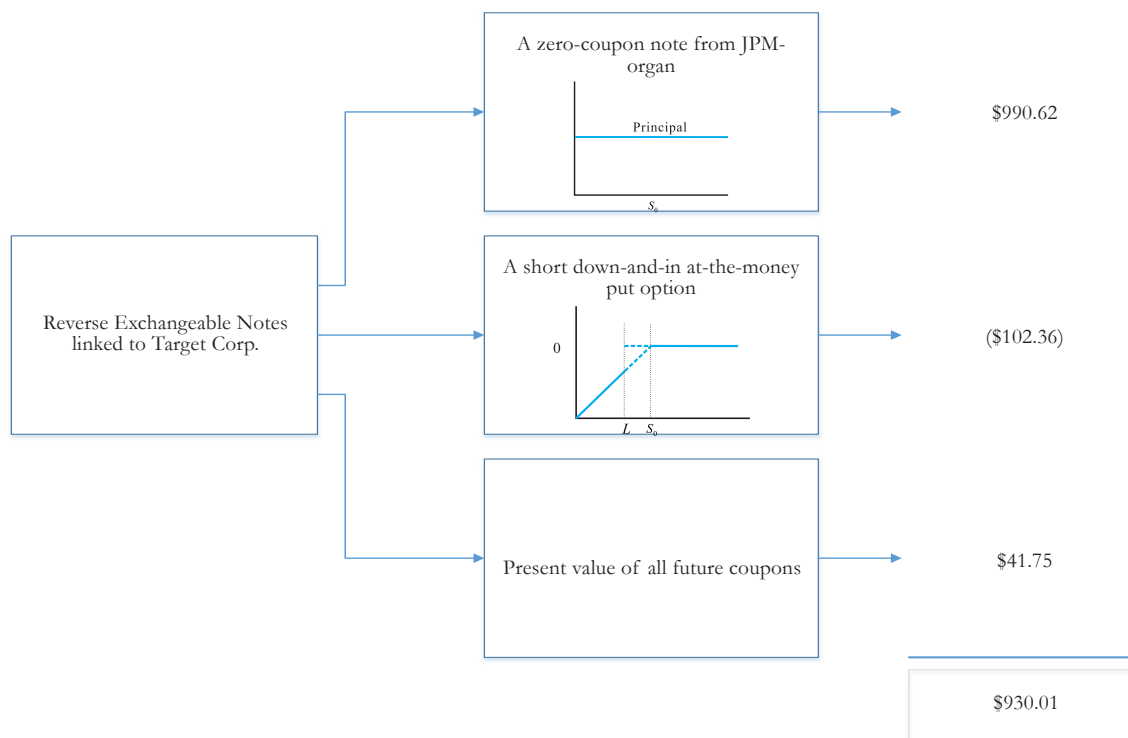 A zero-coupon note from JPM-
organ
Principal
S₀
$990.62
Reverse Exchangeable Notes
linked to Target Corp.
A short down-and-in at-the-money
put option
0
L S₀
($102.36)
Present value of all future coupons
$41.75
$930.01